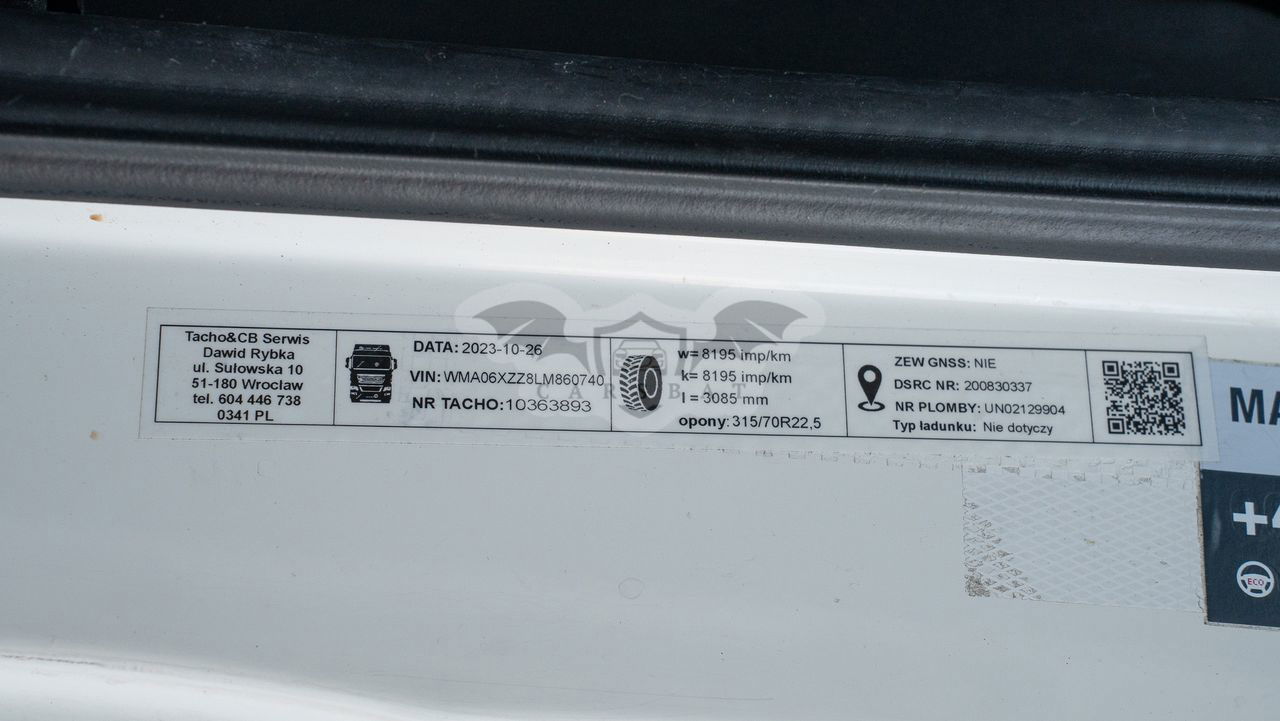 Tacho&CB Serwis
Dawid Rybka
ul. Sułowska 10
51-180 Wrocław
tel. 604 446 738
0341 PL
DATA: 2023-10-26
VIN: WMA06XZZ8LM860740
NR TACHO: 10363893
w= 8195 imp/km
k= 8195 imp/km
l = 3085 mm
opony: 315/70R22,5
ZEW GNSS: NIE
DSRC NR: 200830337
NR PLOMBY: UN02129904
Typ ładunku: Nie dotyczy
CAR BAT
MA
+4
ECO